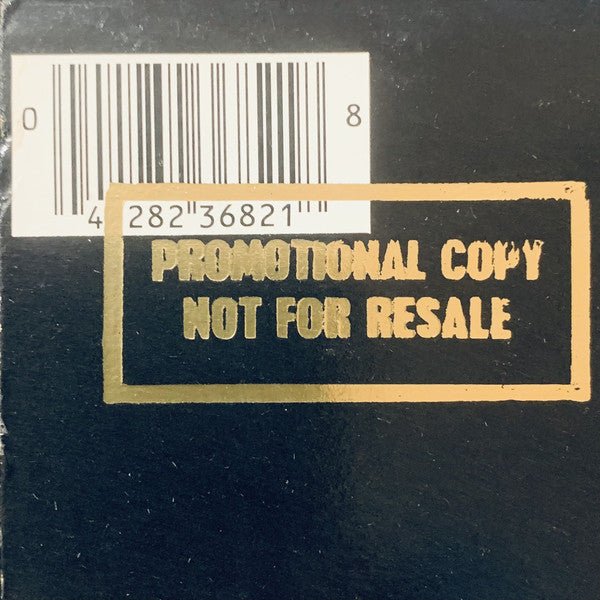 0 8
4 282 36821
PROMOTIONAL COPY
NOT FOR RESALE